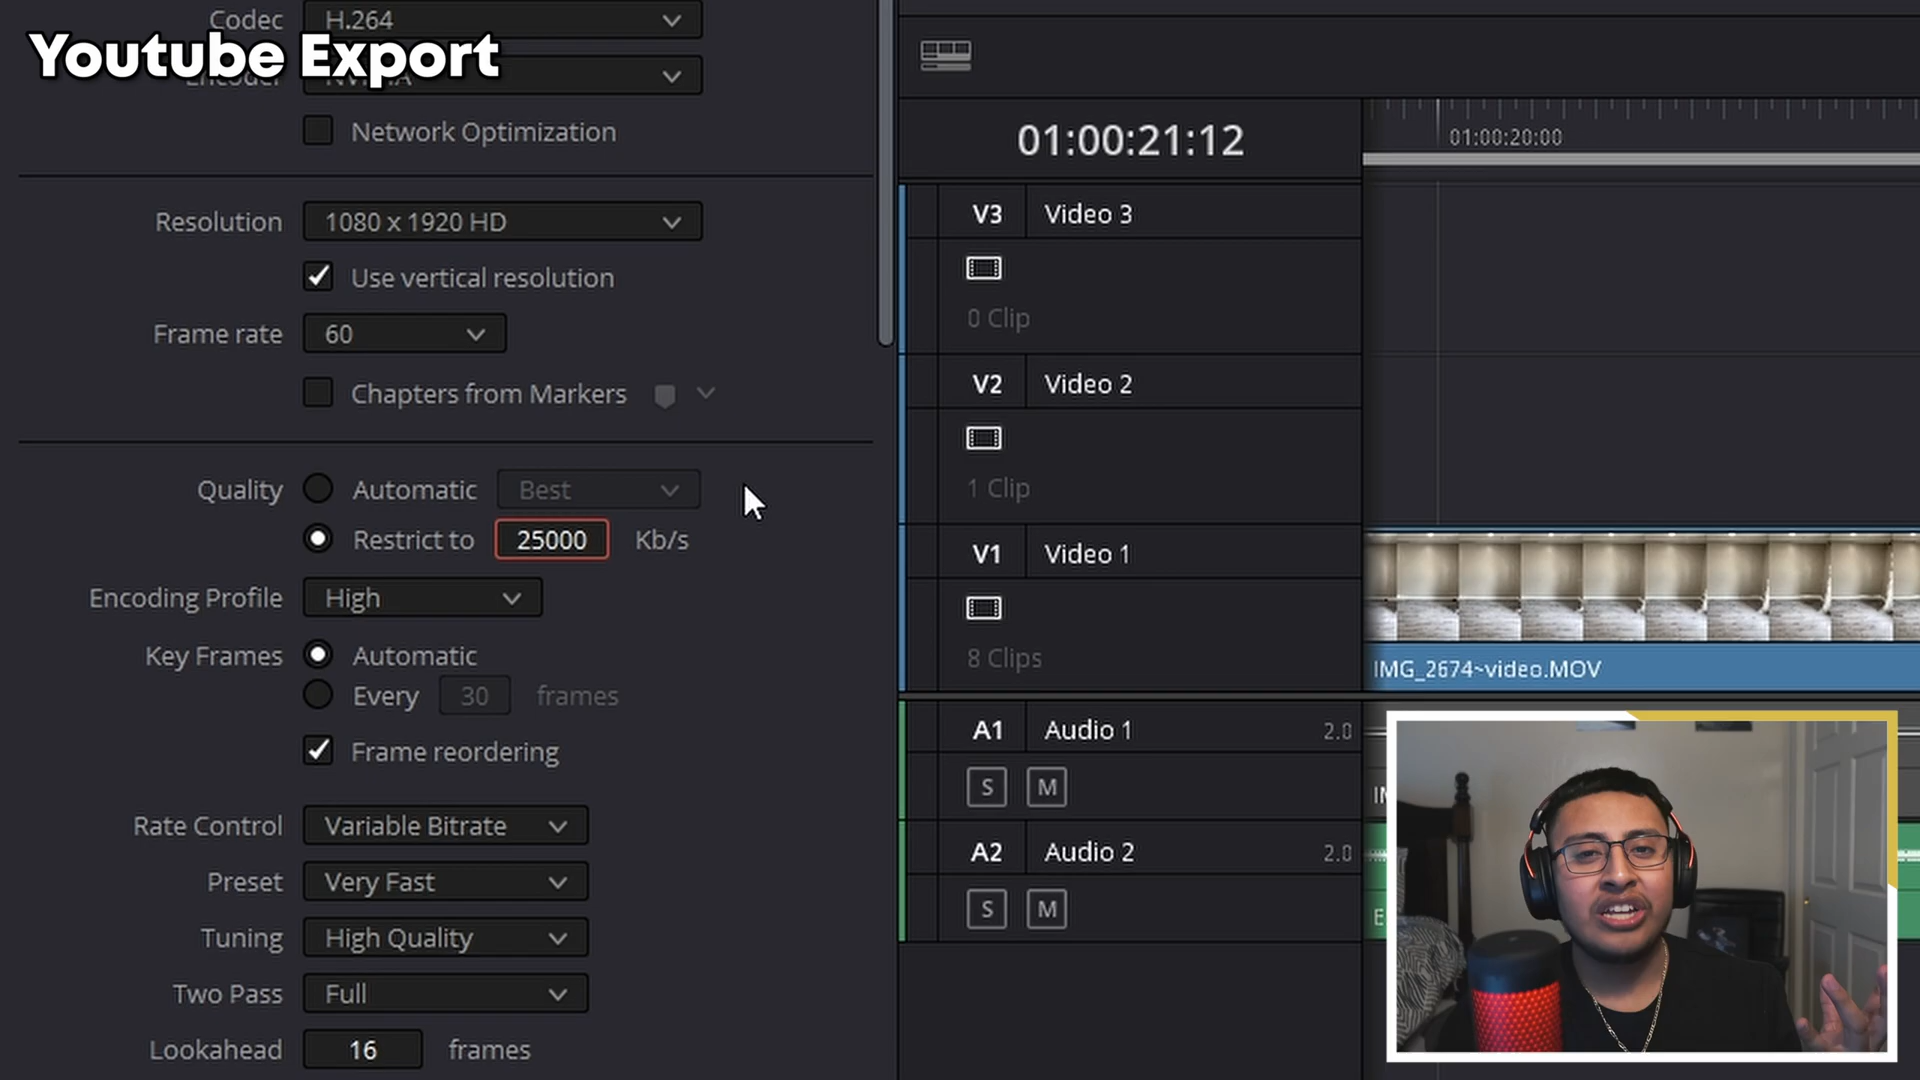 Codec H.264
Youtube Export
Encoder
Network Optimization
Resolution 1080 x 1920 HD
Use vertical resolution
Frame rate 60
Chapters from Markers
Quality Automatic Best
Restrict to 25000 Kb/s
Encoding Profile High
Key Frames Automatic
Every 30 frames
Frame reordering
Rate Control Variable Bitrate
Preset Very Fast
Tuning High Quality
Two Pass Full
Lookahead 16 frames
01:00:21:12
01:00:20:00
V3 Video 3
0 Clip
V2 Video 2
1 Clip
V1 Video 1
8 Clips
IMG_2674~video.MOV
A1 Audio 1 2.0
S M
A2 Audio 2 2.0
S M